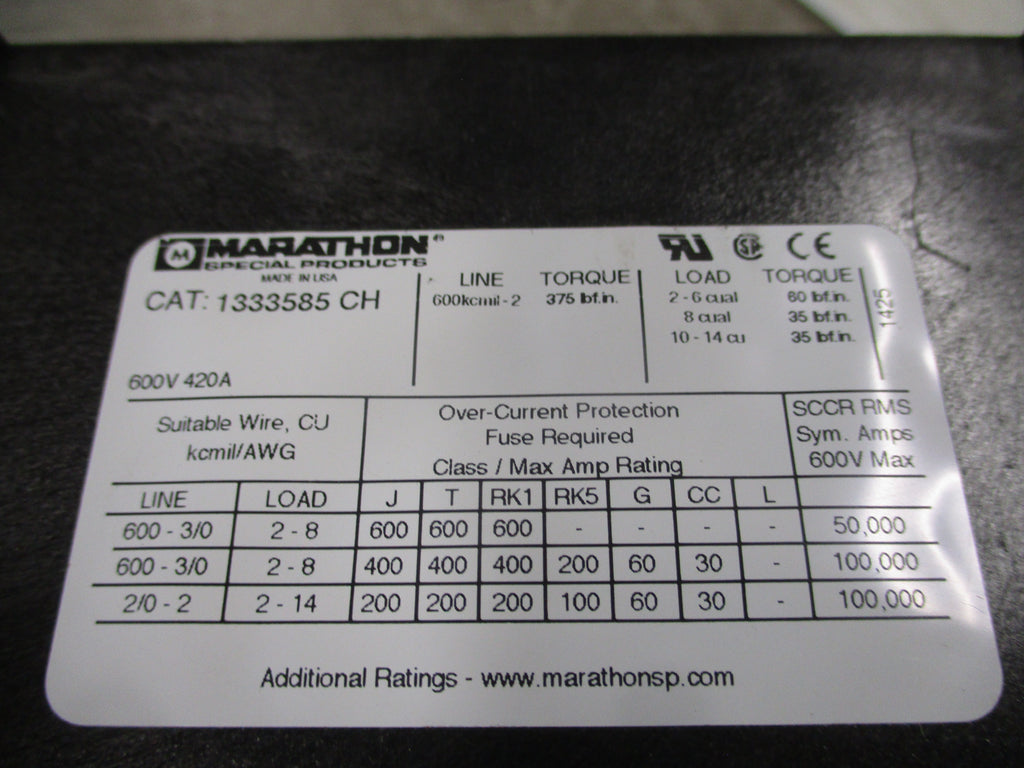 MARATHON®
SPECIAL PRODUCTS
MADE IN USA
CAT: 1333585 CH
600V 420A
LINE TORQUE
600kcmil - 2 375 lbf.in.
LOAD TORQUE
2 - 6 cual 60 lbf.in.
8 cual 35 lbf.in.
10 - 14 cu 35 lbf.in.
1425
Suitable Wire, CU
kcmil/AWG
Over-Current Protection
Fuse Required
Class / Max Amp Rating
SCCR RMS
Sym. Amps
600V Max
LINE LOAD J T RK1 RK5 G CC L
600 - 3/0 2 - 8 600 600 600 - - - - 50,000
600 - 3/0 2 - 8 400 400 400 200 60 30 - 100,000
2/0 - 2 2 - 14 200 200 200 100 60 30 - 100,000
Additional Ratings - www.marathonsp.com